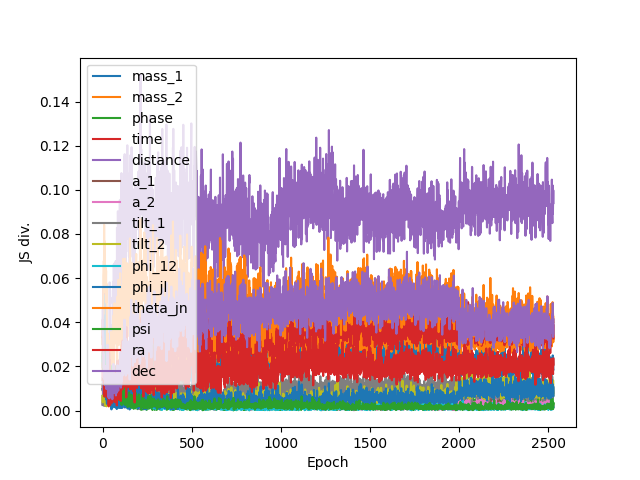 0.14
0.12
0.10
0.08
0.06
0.04
0.02
0.00
JS div.
mass_1
mass_2
phase
time
distance
a_1
a_2
tilt_1
tilt_2
phi_12
phi_jl
theta_jn
psi
ra
dec
0 500 1000 1500 2000 2500
Epoch